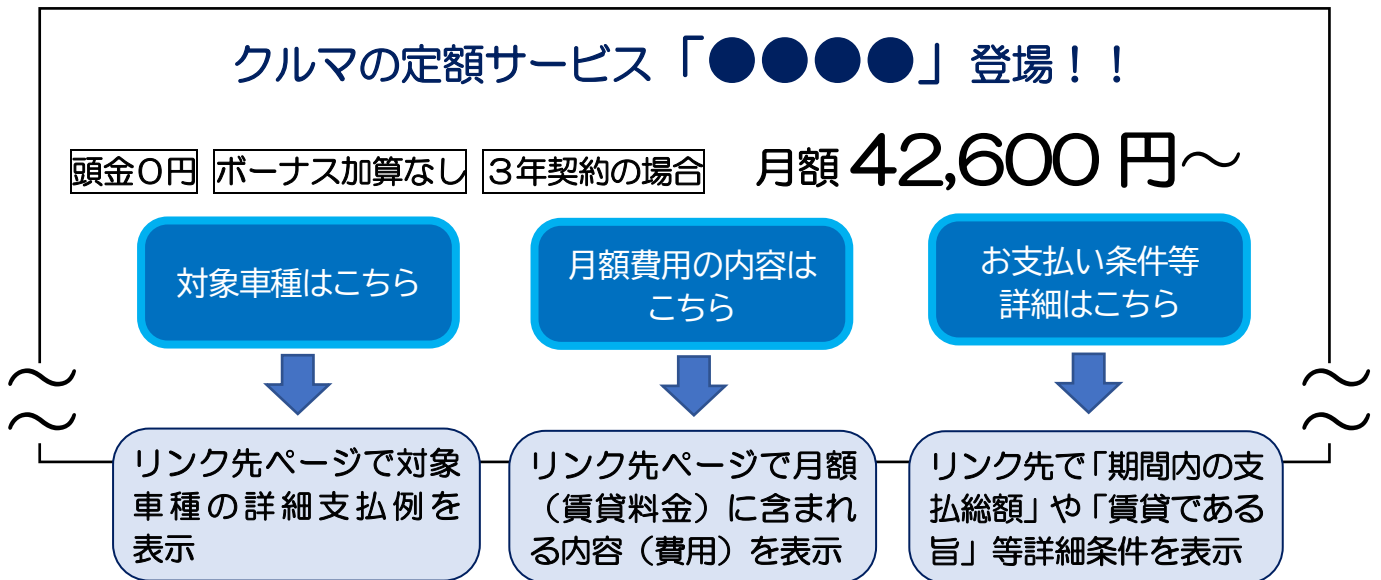 クルマの定額サービス「●●●●」登場！！
頭金０円 ボーナス加算なし ３年契約の場合 月額 42,600 円～
対象車種はこちら
月額費用の内容は
こちら
お支払い条件等
詳細はこちら
リンク先ページで対象
車種の詳細支払例を
表示
リンク先ページで月額
（賃貸料金）に含まれ
る内容（費用）を表示
リンク先で「期間内の支
払総額」や「賃貸である
旨」等詳細条件を表示